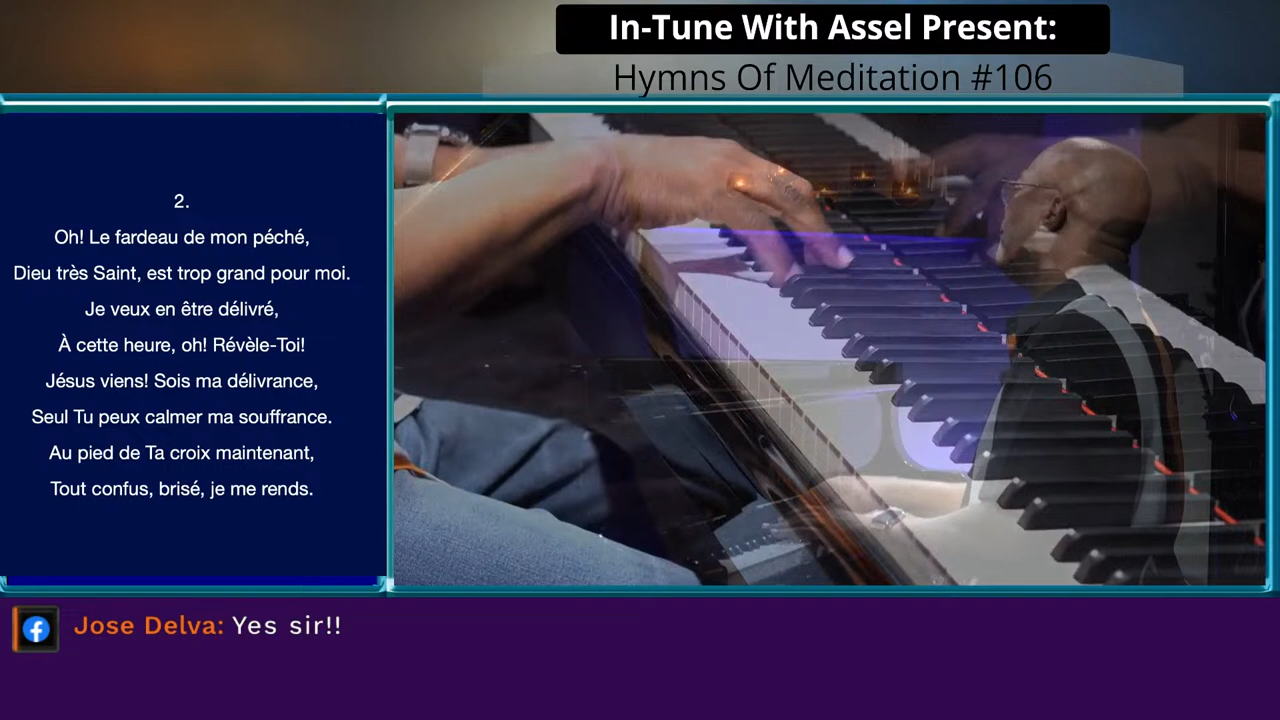 In-Tune With Assel Present:
Hymns Of Meditation #106
2.
Oh! Le fardeau de mon péché,
Dieu très Saint, est trop grand pour moi.
Je veux en être délivré,
À cette heure, oh! Révèle-Toi!
Jésus viens! Sois ma délivrance,
Seul Tu peux calmer ma souffrance.
Au pied de Ta croix maintenant,
Tout confus, brisé, je me rends.
Jose Delva: Yes sir!!